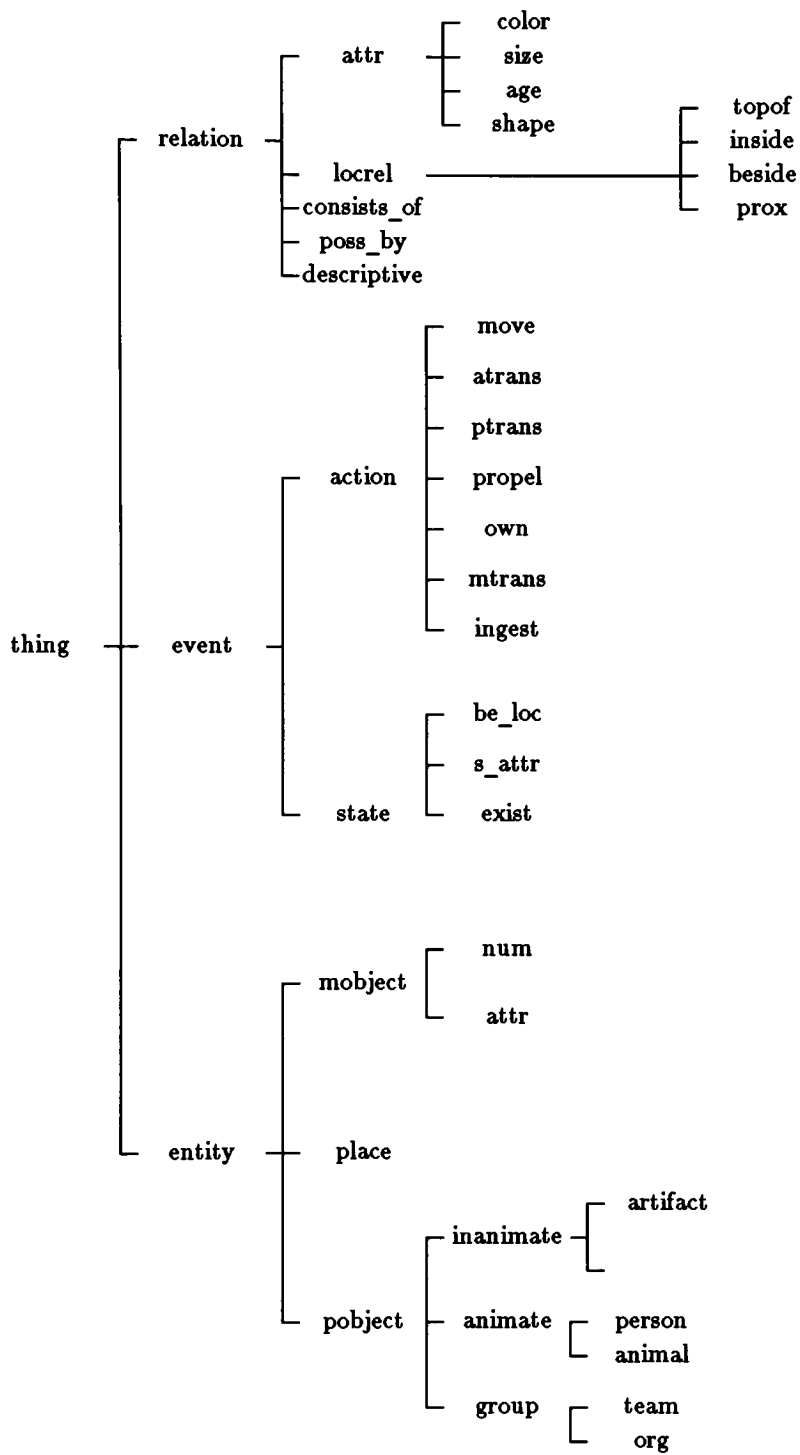 color
attr
size
age
shape
topof
relation
inside
locrel
beside
consists_of
prox
poss_by
descriptive
move
atrans
ptrans
action
propel
own
mtrans
ingest
thing
event
be_loc
s_attr
state
exist
num
mobject
attr
entity
place
artifact
inanimate
pobject
animate
person
animal
group
team
org